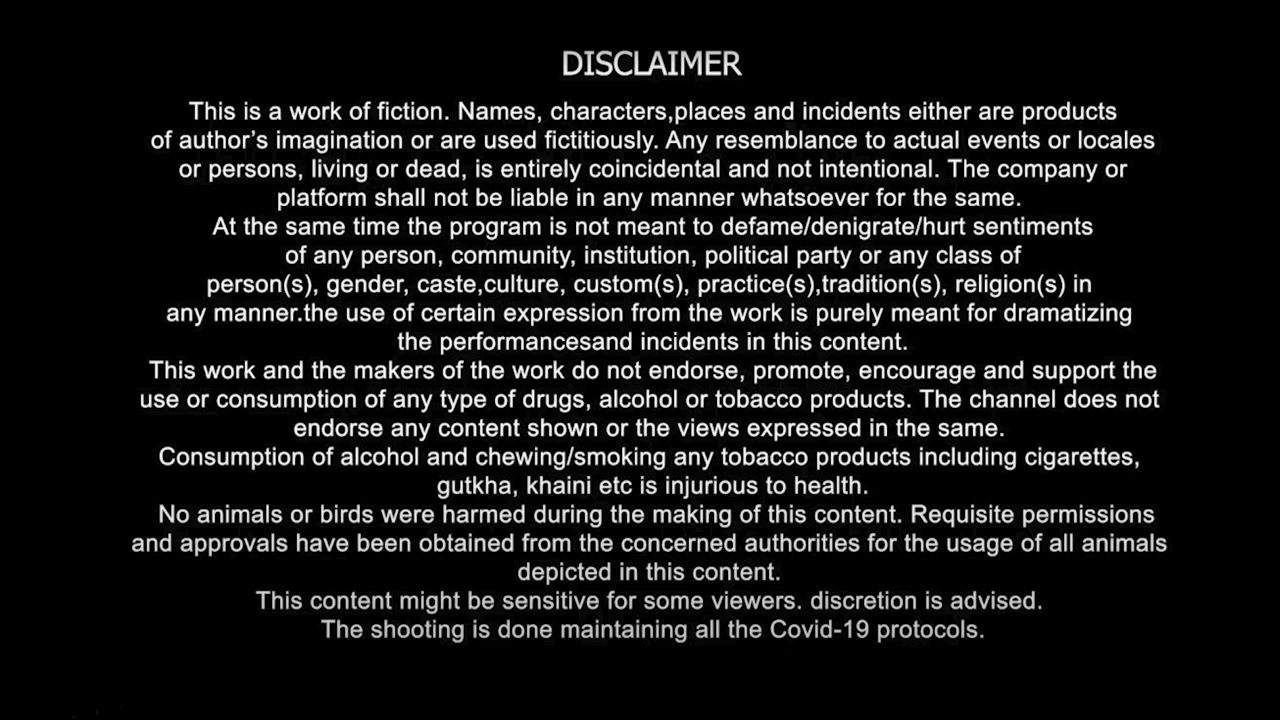 DISCLAIMER
This is a work of fiction. Names, characters,places and incidents either are products
of author’s imagination or are used fictitiously. Any resemblance to actual events or locales
or persons, living or dead, is entirely coincidental and not intentional. The company or
platform shall not be liable in any manner whatsoever for the same.
At the same time the program is not meant to defame/denigrate/hurt sentiments
of any person, community, institution, political party or any class of
person(s), gender, caste,culture, custom(s), practice(s),tradition(s), religion(s) in
any manner.the use of certain expression from the work is purely meant for dramatizing
the performancesand incidents in this content.
This work and the makers of the work do not endorse, promote, encourage and support the
use or consumption of any type of drugs, alcohol or tobacco products. The channel does not
endorse any content shown or the views expressed in the same.
Consumption of alcohol and chewing/smoking any tobacco products including cigarettes,
gutkha, khaini etc is injurious to health.
No animals or birds were harmed during the making of this content. Requisite permissions
and approvals have been obtained from the concerned authorities for the usage of all animals
depicted in this content.
This content might be sensitive for some viewers. discretion is advised.
The shooting is done maintaining all the Covid-19 protocols.